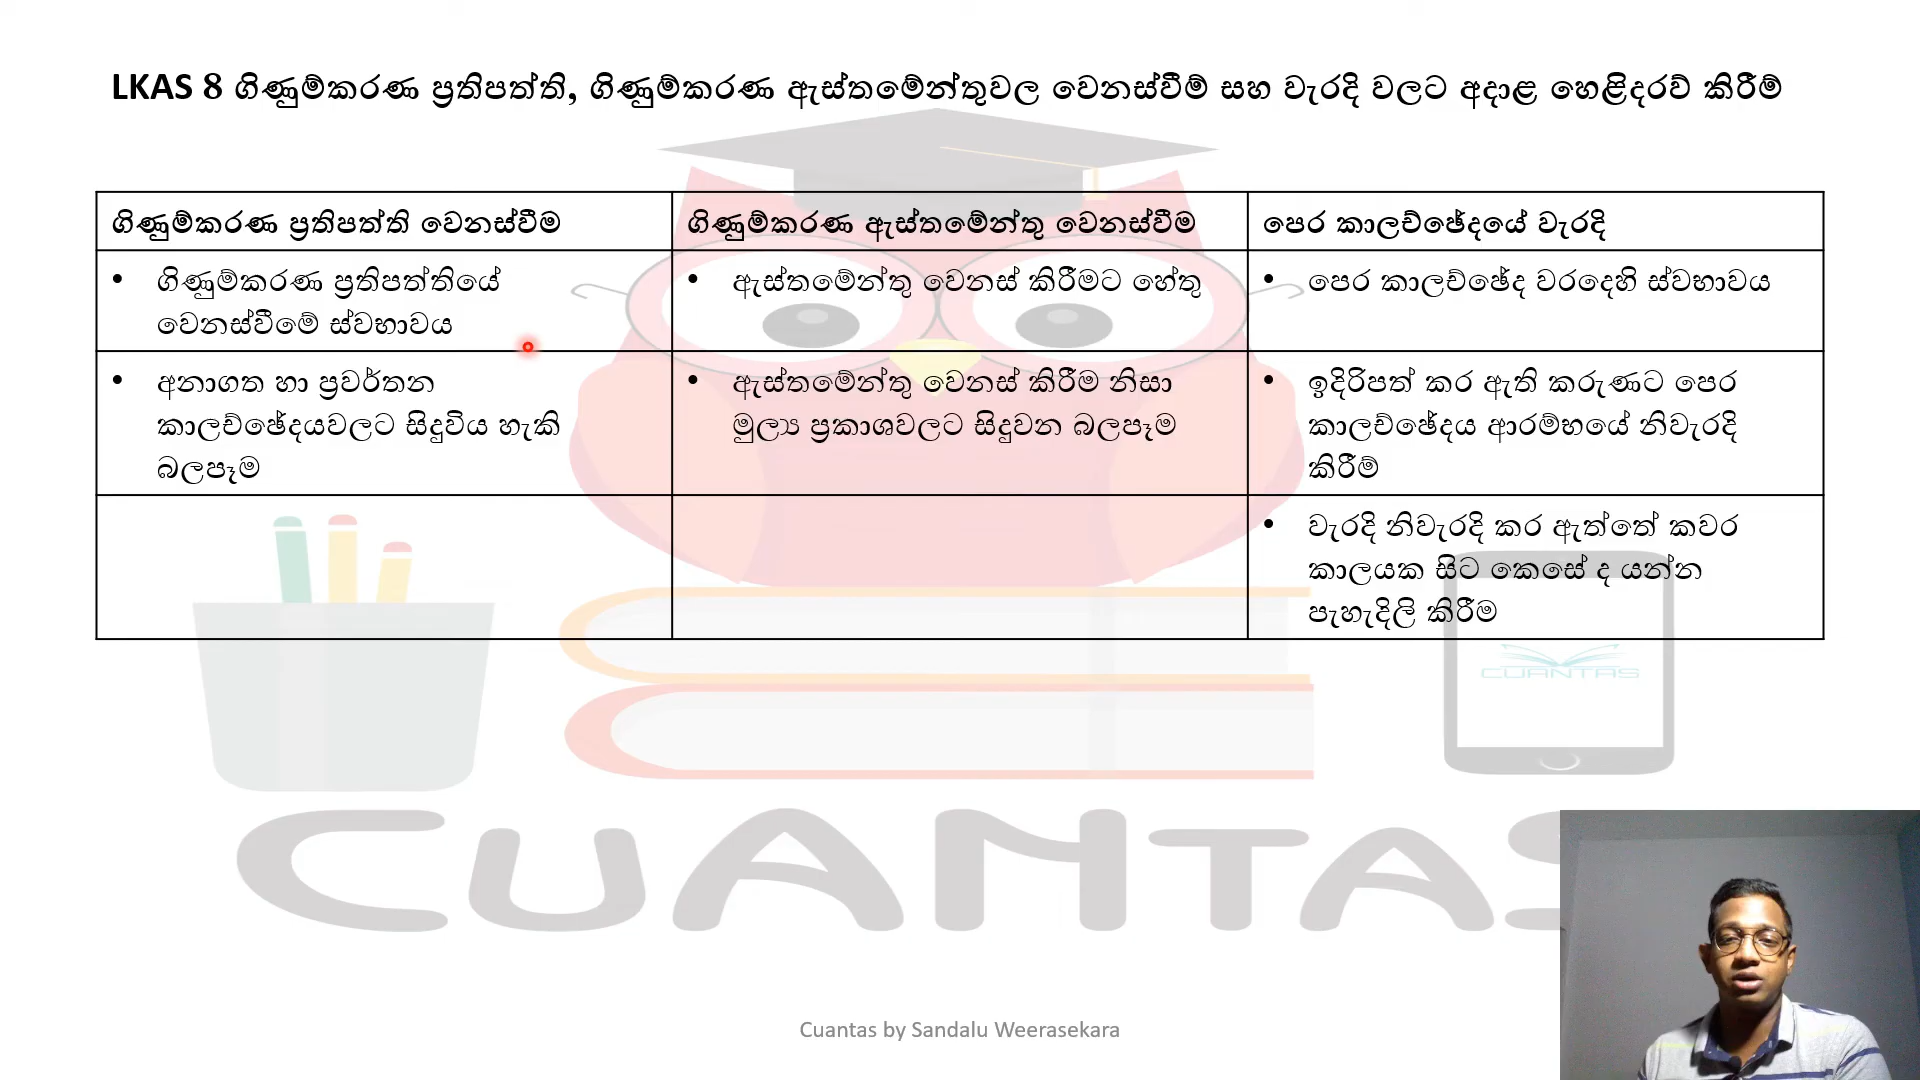 LKAS 8 ගිණුම්කරණ ප්‍රතිපත්ති, ගිණුම්කරණ ඇස්තමේන්තුවල වෙනස්වීම් සහ වැරදි වලට අදාළ හෙළිදරව් කිරීම්
ගිණුම්කරණ ප්‍රතිපත්ති වෙනස්වීම
ගිණුම්කරණ ඇස්තමේන්තු වෙනස්වීම
පෙර කාලච්ඡේදයේ වැරදි
• ගිණුම්කරණ ප්‍රතිපත්තියේ
වෙනස්වීමේ ස්වභාවය
• ඇස්තමේන්තු වෙනස් කිරීමට හේතු
• පෙර කාලච්ඡේද වරදෙහි ස්වභාවය
• අනාගත හා ප්‍රවර්තන
කාලච්ඡේදයවලට සිදුවිය හැකි
බලපෑම
• ඇස්තමේන්තු වෙනස් කිරීම නිසා
මුල්‍ය ප්‍රකාශවලට සිදුවන බලපෑම
• ඉදිරිපත් කර ඇති කරුණට පෙර
කාලච්ඡේදය ආරම්භයේ නිවැරදි
කිරීම්
• වැරදි නිවැරදි කර ඇත්තේ කවර
කාලයක සිට කෙසේ ද යන්න
පැහැදිලි කිරීම
CUANTAS
CUANTAS
Cuantas by Sandalu Weerasekara